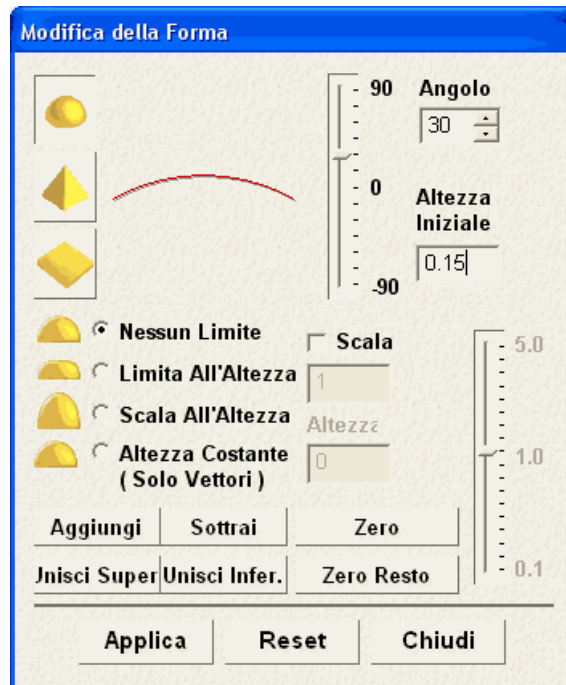 Modifica della Forma
90
Angolo
30
0
Altezza
Iniziale
0.15
-90
Nessun Limite
Scala
5.0
Limita All'Altezza
1
Scala All'Altezza
Altezza
1.0
Altezza Costante
( Solo Vettori )
0
Aggiungi
Sottrai
Zero
Jnisci Super
Unisci Infer.
Zero Resto
0.1
Applica
Reset
Chiudi